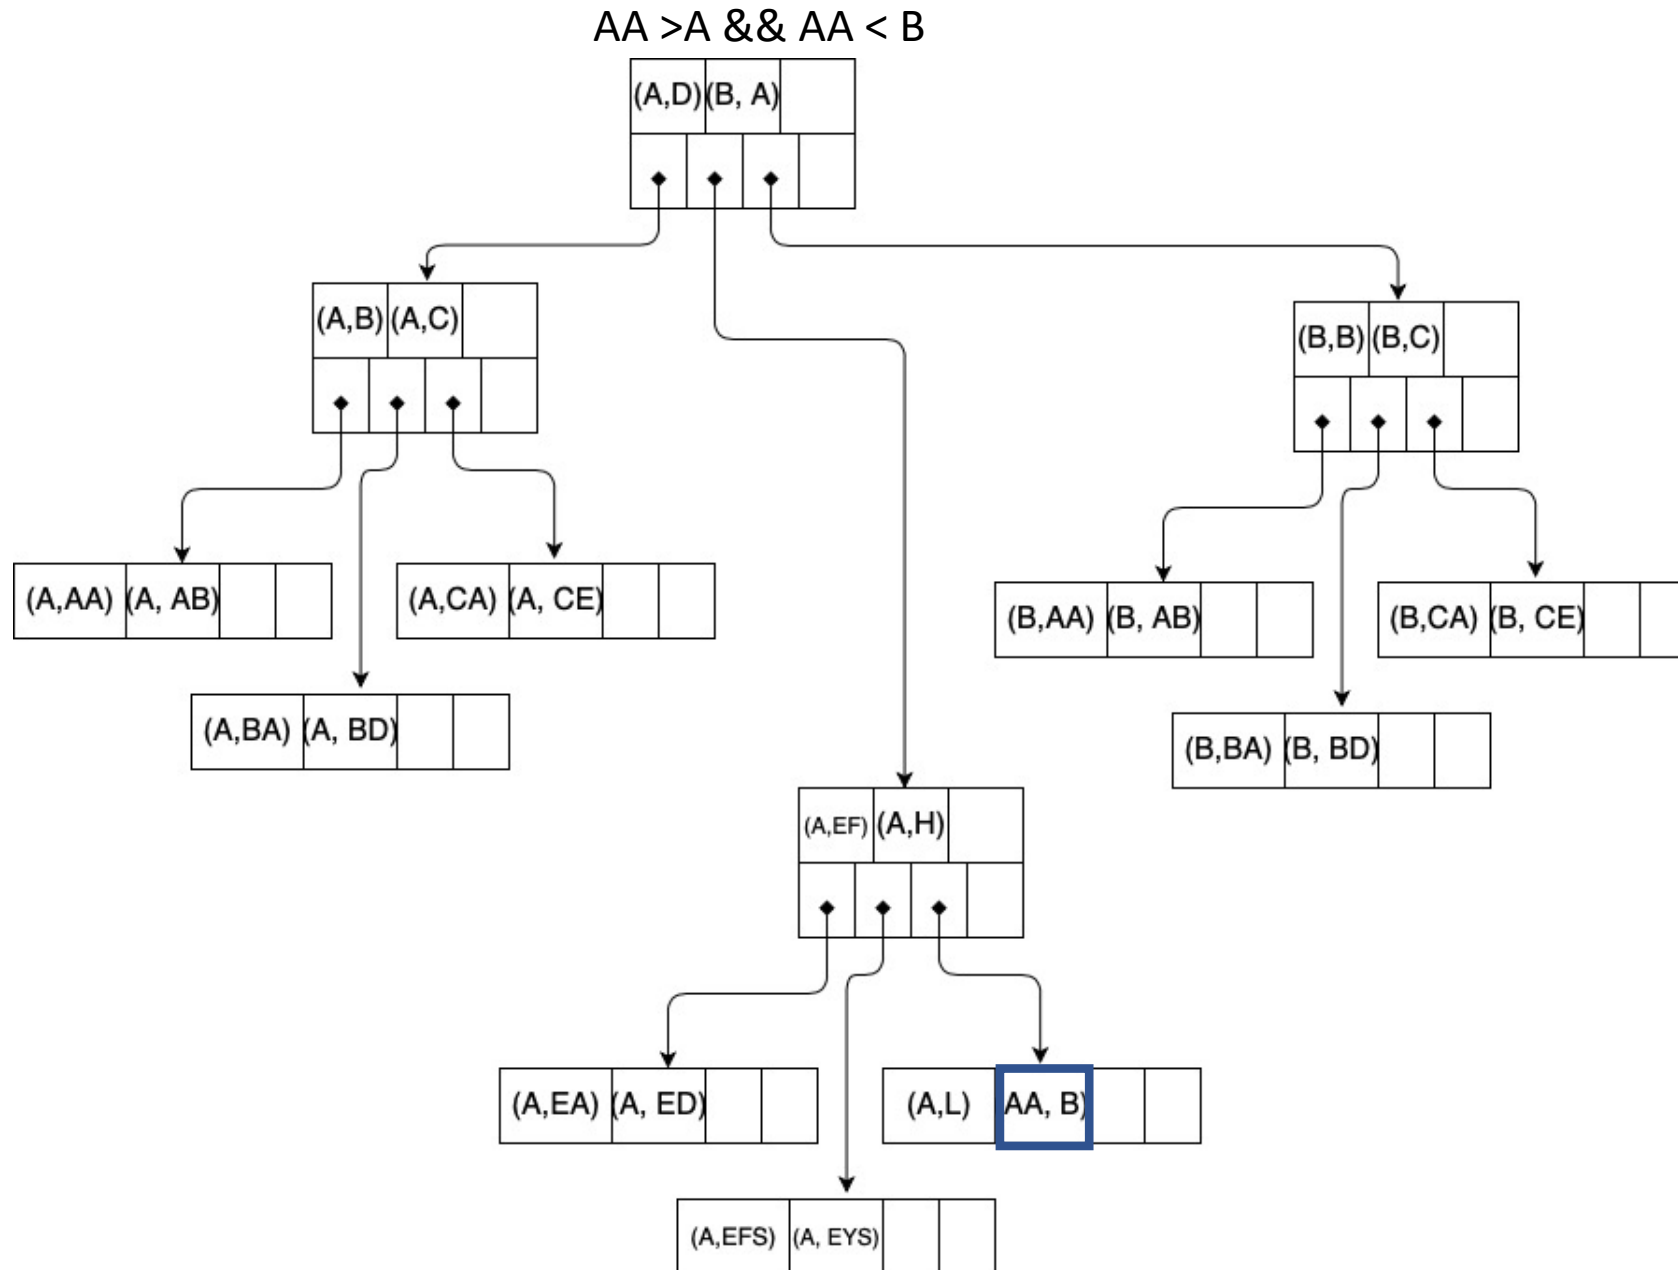 AA >A && AA < B
(A,D) (B, A)
(A,B) (A,C)
(B,B) (B,C)
(A,AA) (A, AB)
(A,CA) (A, CE)
(B,AA) (B, AB)
(B,CA) (B, CE)
(A,BA) (A, BD)
(B,BA) (B, BD)
(A,EF) (A,H)
(A,EA) (A, ED)
(A,L) AA, B)
(A,EFS) (A, EYS)